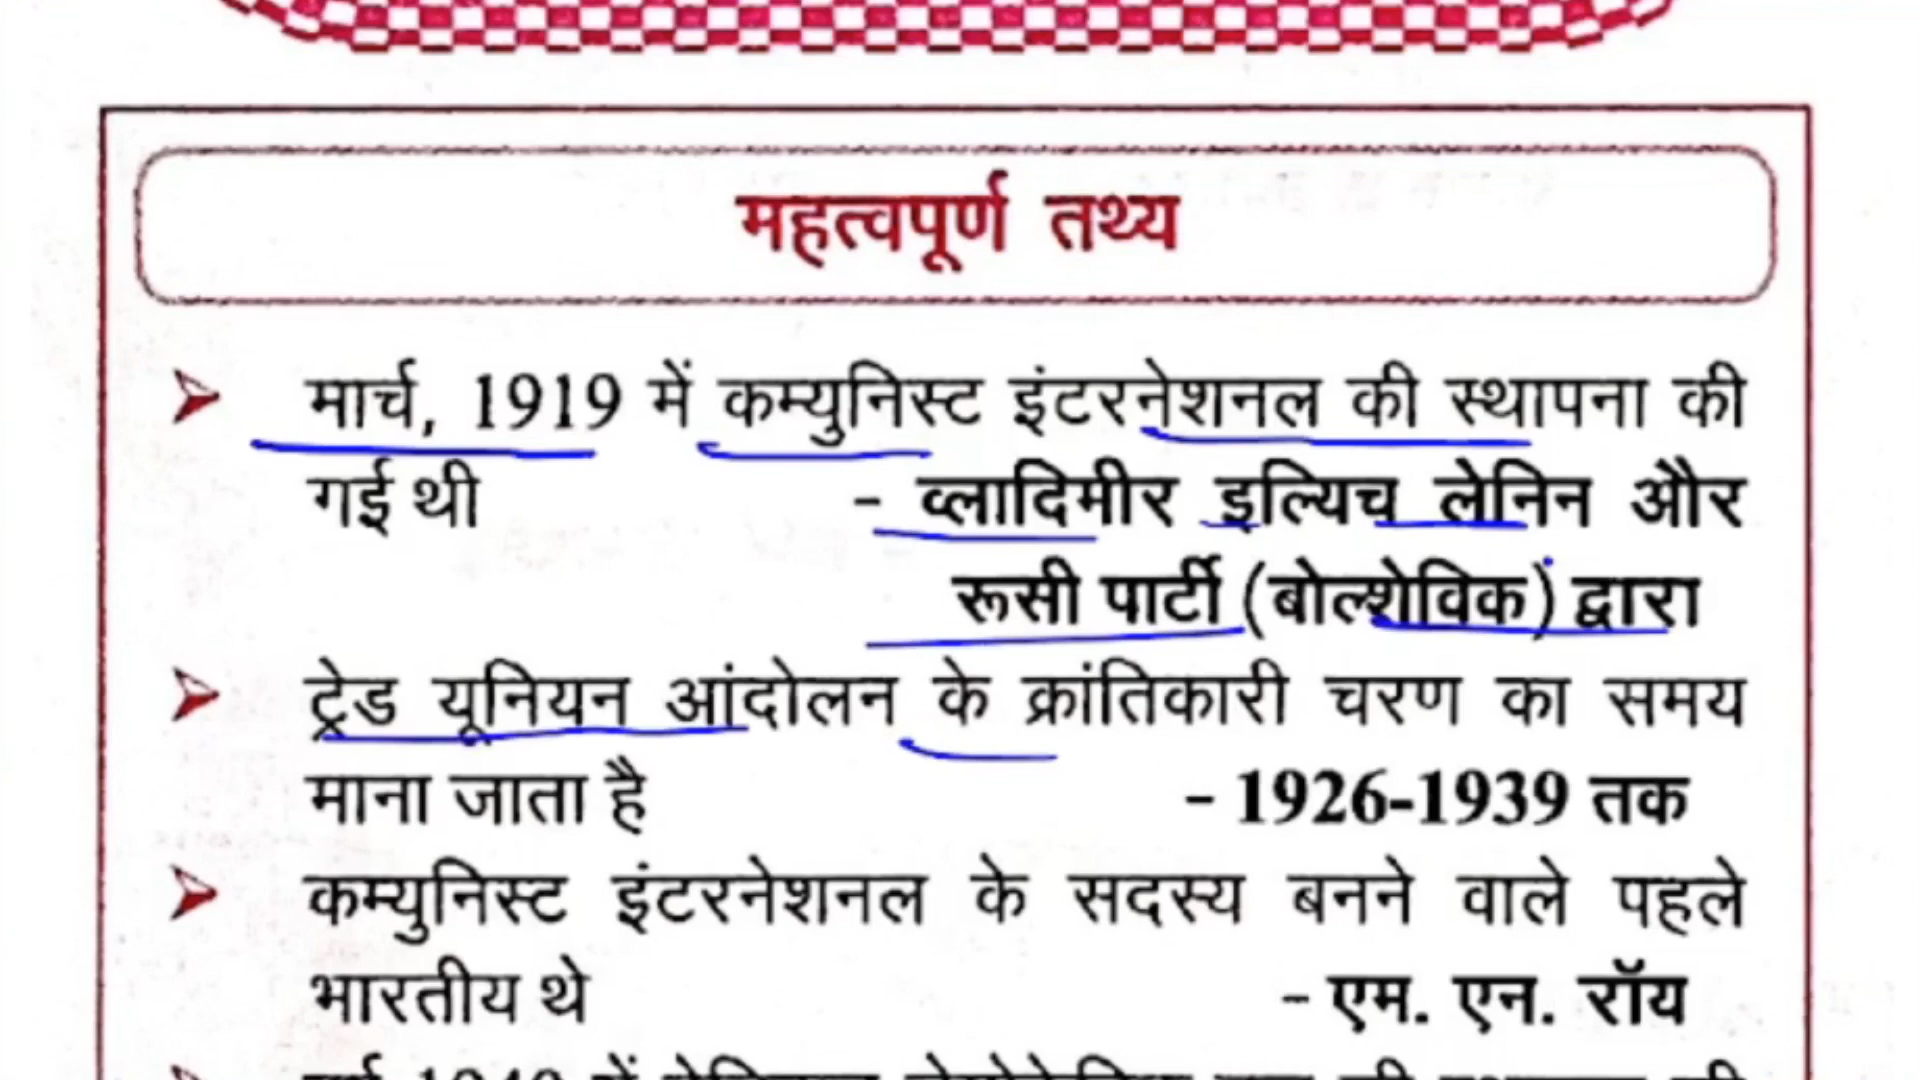 महत्वपूर्ण तथ्य
मार्च, 1919 में कम्युनिस्ट इंटरनेशनल की स्थापना की
गई थी - व्लादिमीर इल्यिच लेनिन और
रूसी पार्टी (बोल्शेविक) द्वारा
ट्रेड यूनियन आंदोलन के क्रांतिकारी चरण का समय
माना जाता है - 1926-1939 तक
कम्युनिस्ट इंटरनेशनल के सदस्य बनने वाले पहले
भारतीय थे - एम. एन. रॉय